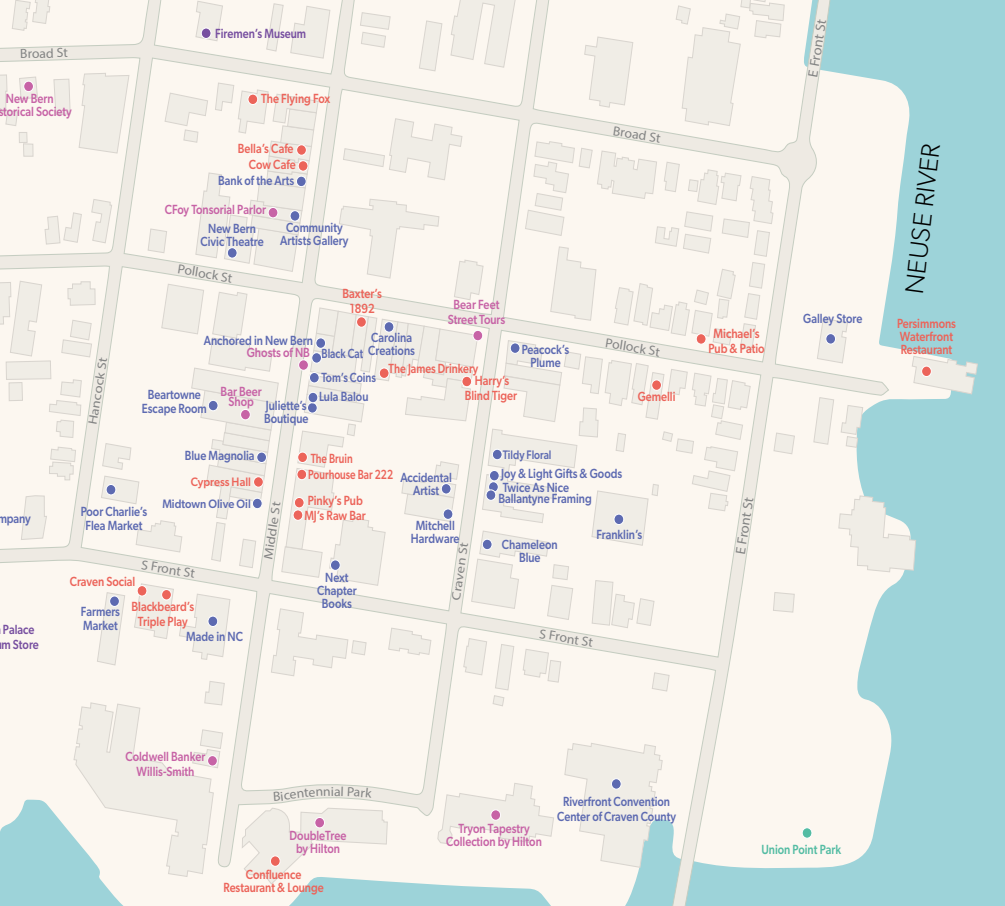 Firemen's Museum
E Front St
Broad St
New Bern
storical Society
The Flying Fox
Broad St
Bella's Cafe
Cow Cafe
Bank of the Arts
CFoy Tonsorial Parlor
New Bern
Civic Theatre
Community
Artists Gallery
NEUSE RIVER
Pollock St
Baxter's
1892
Bear Feet
Street Tours
Galley Store
Persimmons
Waterfront
Restaurant
Anchored in New Bern
Ghosts of NB
Black Cat
Carolina
Creations
Peacock's
Plume
Pollock St
Michael's
Pub & Patio
The James Drinkery
Tom's Coins
Harry's
Blind Tiger
Gemelli
Hancock St
Beartowne
Escape Room
Bar Beer
Shop
Lula Balou
Juliette's
Boutique
Blue Magnolia
The Bruin
Tildy Floral
Cypress Hall
Pourhouse Bar 222
Accidental
Artist
Joy & Light Gifts & Goods
Twice As Nice
Ballantyne Framing
Midtown Olive Oil
Pinky's Pub
MJ's Raw Bar
Poor Charlie's
Flea Market
mpany
Mitchell
Hardware
Franklin's
Middle St
E Front St
Chameleon
Blue
Craven St
S Front St
Next
Chapter
Books
Craven Social
Blackbeard's
Triple Play
Farmers
Market
Made in NC
Palace
m Store
S Front St
Coldwell Banker
Willis-Smith
Bicentennial Park
Riverfront Convention
Center of Craven County
DoubleTree
by Hilton
Tryon Tapestry
Collection by Hilton
Union Point Park
Confluence
Restaurant & Lounge